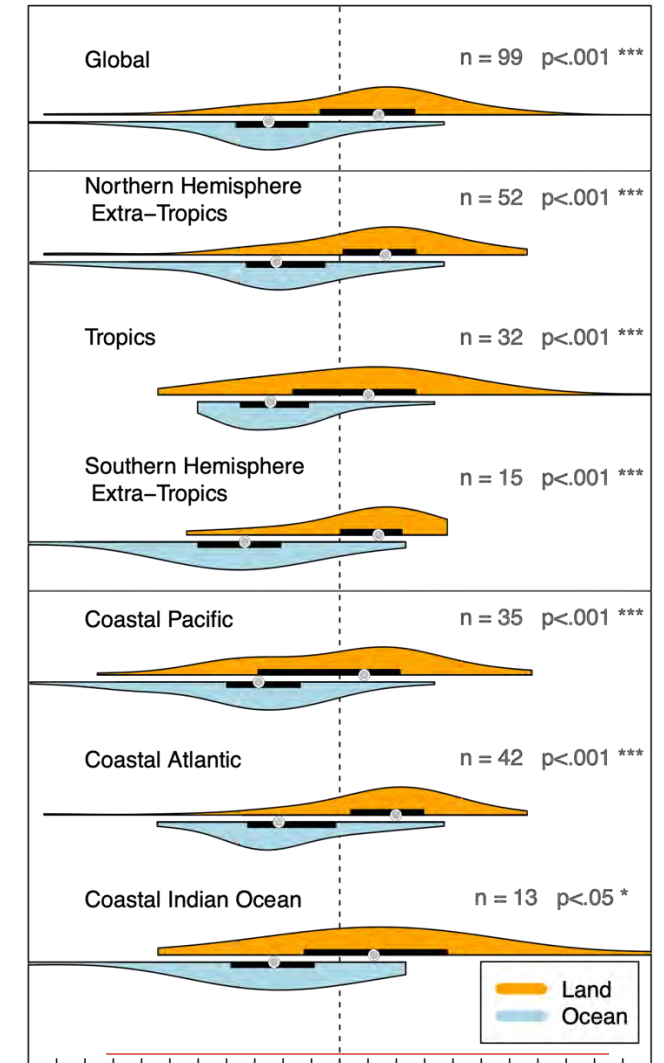 Global n = 99 p<.001 ***
Northern Hemisphere n = 52 p<.001 ***
Extra−Tropics
Tropics n = 32 p<.001 ***
Southern Hemisphere n = 15 p<.001 ***
Extra−Tropics
Coastal Pacific n = 35 p<.001 ***
Coastal Atlantic n = 42 p<.001 ***
Coastal Indian Ocean n = 13 p<.05 *
Land
Ocean